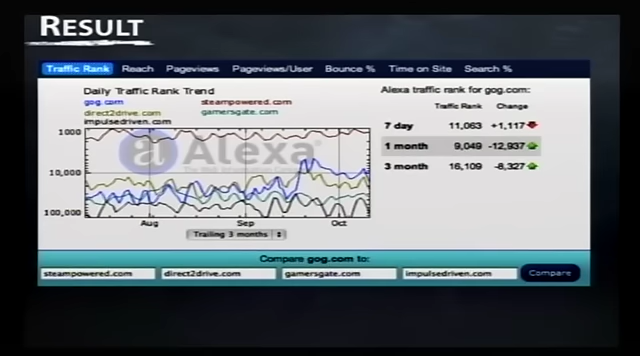 RESULT
Traffic Rank Reach Pageviews Pageviews/User Bounce % Time on Site Search %
Daily Traffic Rank Trend
gog.com steampowered.com
direct2drive.com gamersgate.com
impulsedriven.com
1000
10,000
100,000
Alexa®
Aug Sep Oct
Trailing 3 months
Alexa traffic rank for gog.com:
Traffic Rank Change
7 day 11,063 +1,117
1 month 9,049 -12,937
3 month 16,109 -8,327
Compare gog.com to:
steampowered.com direct2drive.com gamersgate.com impulsedriven.com Compare